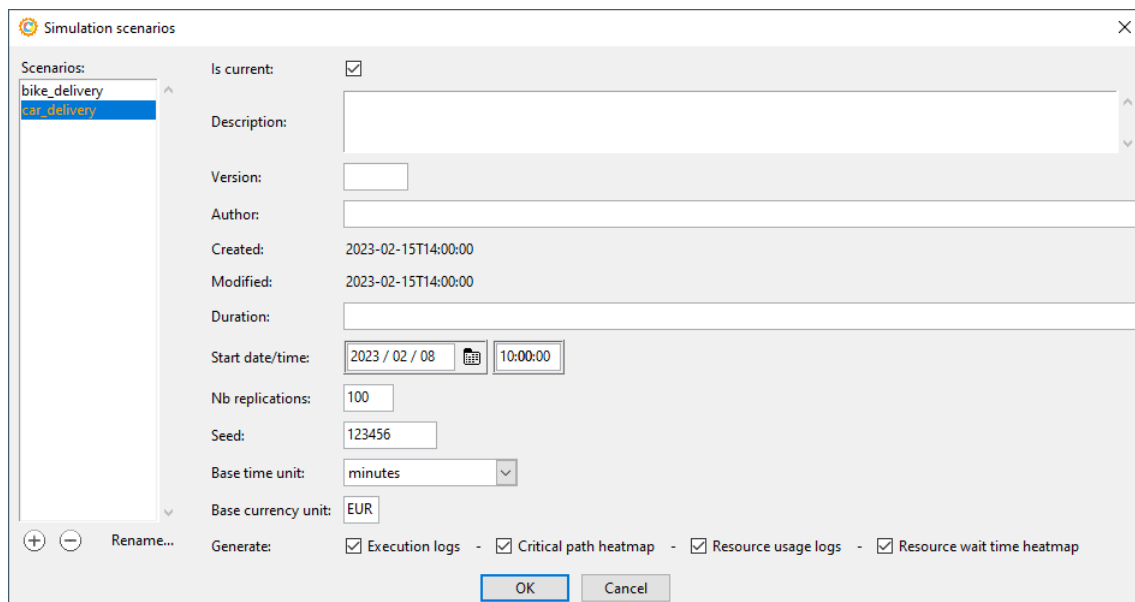 Simulation scenarios
Scenarios:
bike_delivery
car_delivery
Rename...
Is current:
Description:
Version:
Author:
Created: 2023-02-15T14:00:00
Modified: 2023-02-15T14:00:00
Duration:
Start date/time: 2023 / 02 / 08 10:00:00
Nb replications: 100
Seed: 123456
Base time unit: minutes
Base currency unit: EUR
Generate: Execution logs - Critical path heatmap - Resource usage logs - Resource wait time heatmap
OK Cancel